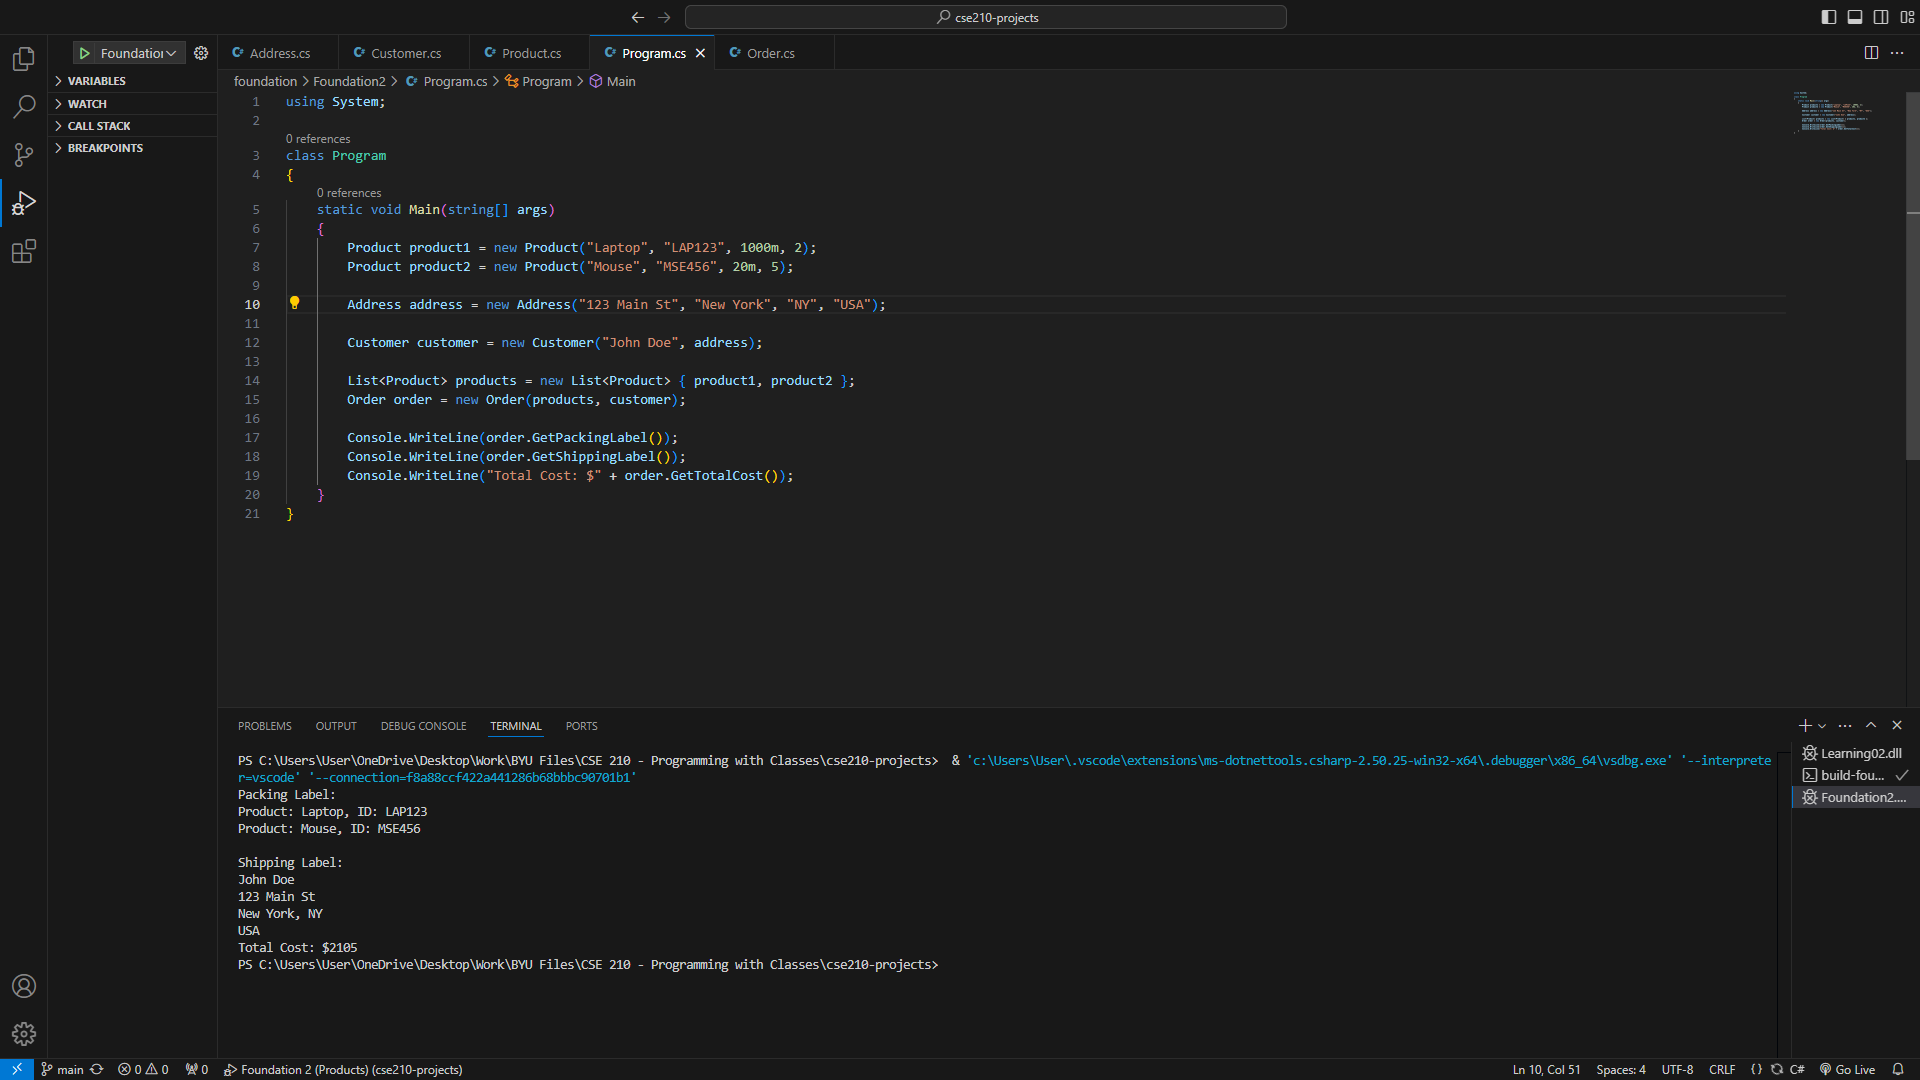 cse210-projects
Foundation
Address.cs
Customer.cs
Product.cs
Program.cs
Order.cs
VARIABLES
WATCH
CALL STACK
BREAKPOINTS
foundation > Foundation2 > Program.cs > Program > Main
1 using System;
2
0 references
3 class Program
4 {
0 references
5 static void Main(string[] args)
6 {
7 Product product1 = new Product("Laptop", "LAP123", 1000m, 2);
8 Product product2 = new Product("Mouse", "MSE456", 20m, 5);
9
10 Address address = new Address("123 Main St", "New York", "NY", "USA");
11
12 Customer customer = new Customer("John Doe", address);
13
14 List<Product> products = new List<Product> { product1, product2 };
15 Order order = new Order(products, customer);
16
17 Console.WriteLine(order.GetPackingLabel());
18 Console.WriteLine(order.GetShippingLabel());
19 Console.WriteLine("Total Cost: $" + order.GetTotalCost());
20 }
21 }
PROBLEMS OUTPUT DEBUG CONSOLE TERMINAL PORTS
PS C:\Users\User\OneDrive\Desktop\Work\BYU Files\CSE 210 - Programming with Classes\cse210-projects> & 'c:\Users\User\.vscode\extensions\ms-dotnettools.csharp-2.50.25-win32-x64\.debugger\x86_64\vsdbg.exe' '--interprete
r=vscode' '--connection=f8a88ccf422a441286b68bbbc90701b1'
Packing Label:
Product: Laptop, ID: LAP123
Product: Mouse, ID: MSE456
Shipping Label:
John Doe
123 Main St
New York, NY
USA
Total Cost: $2105
PS C:\Users\User\OneDrive\Desktop\Work\BYU Files\CSE 210 - Programming with Classes\cse210-projects>
Learning02.dll
build-fou...
Foundation2....
main 0 0 0 Foundation 2 (Products) (cse210-projects)
Ln 10, Col 51 Spaces: 4 UTF-8 CRLF {} C# Go Live